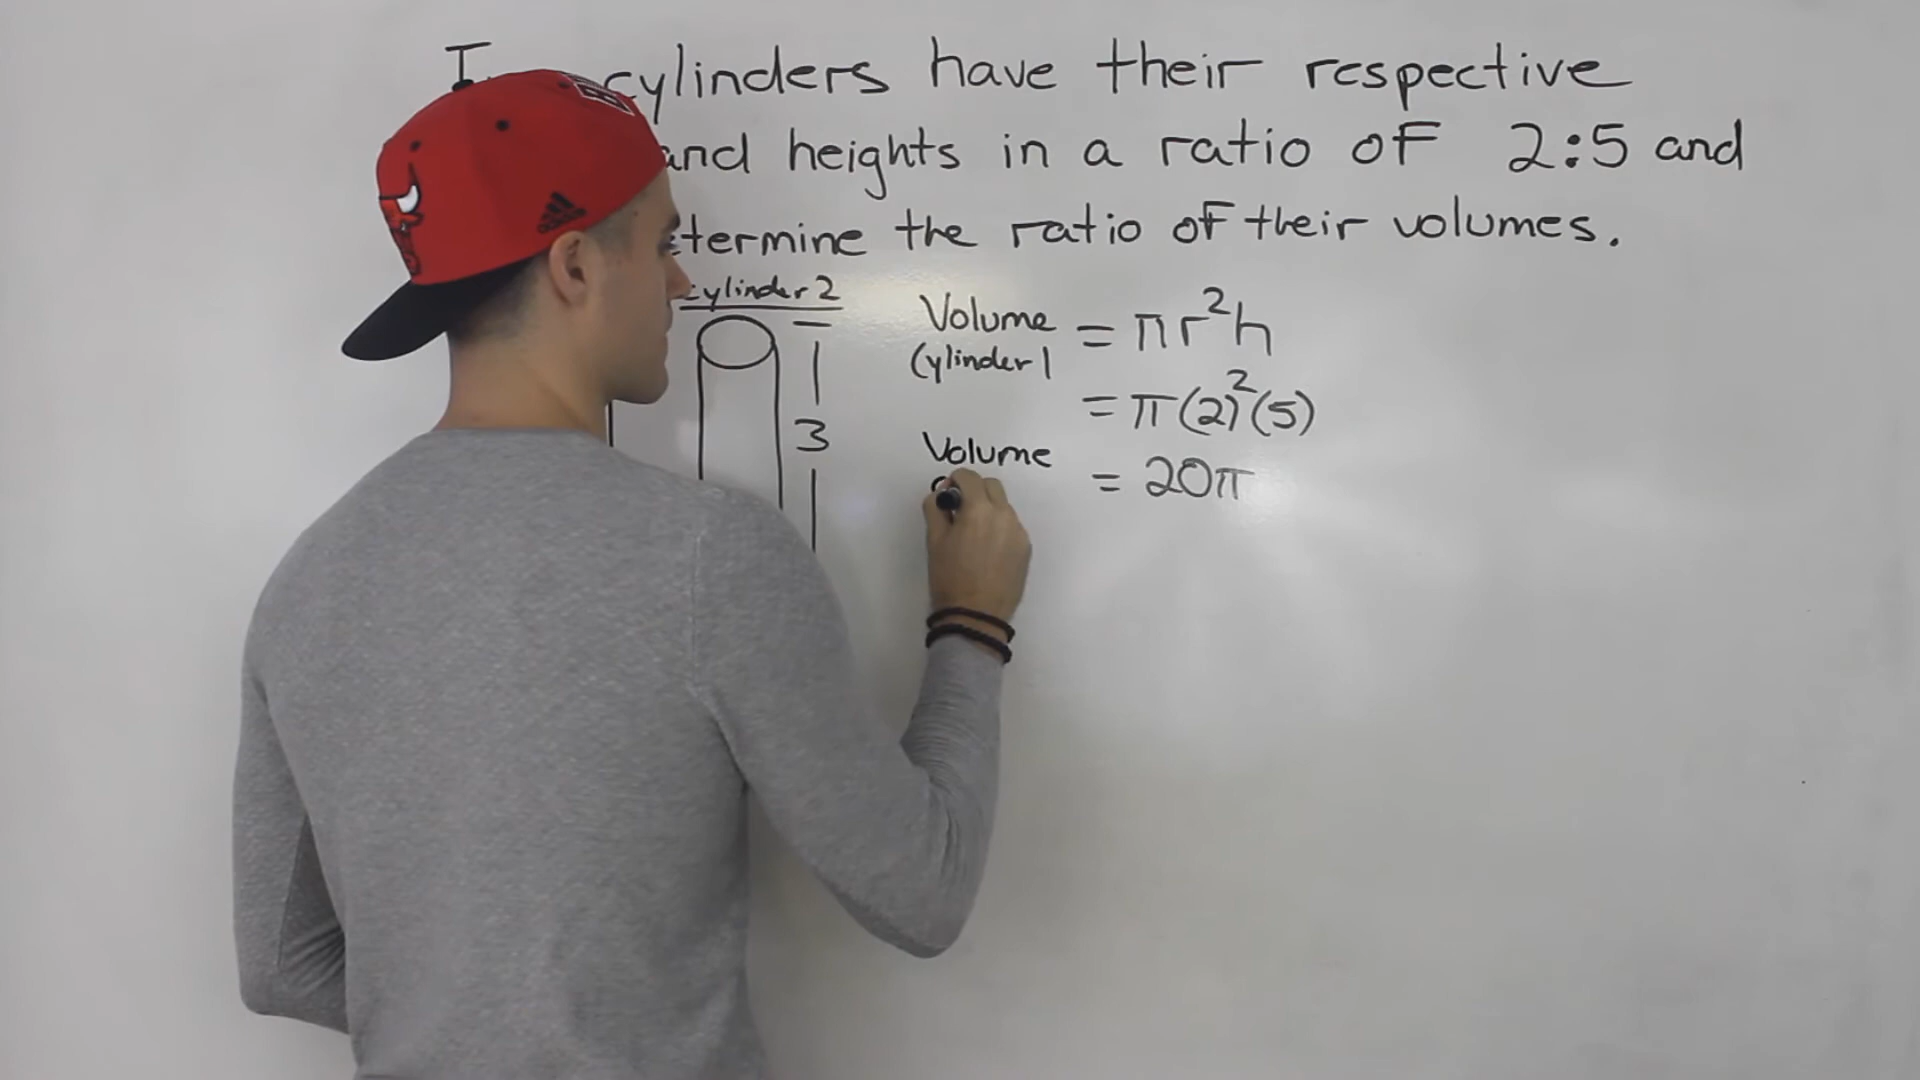 cylinders have their respective
and heights in a ratio of 2:5 and
the ratio of their volumes.
cylinder 2
3
Volume = πr²h
Cylinder 1
= π(2)²(5)
Volume
= 20π